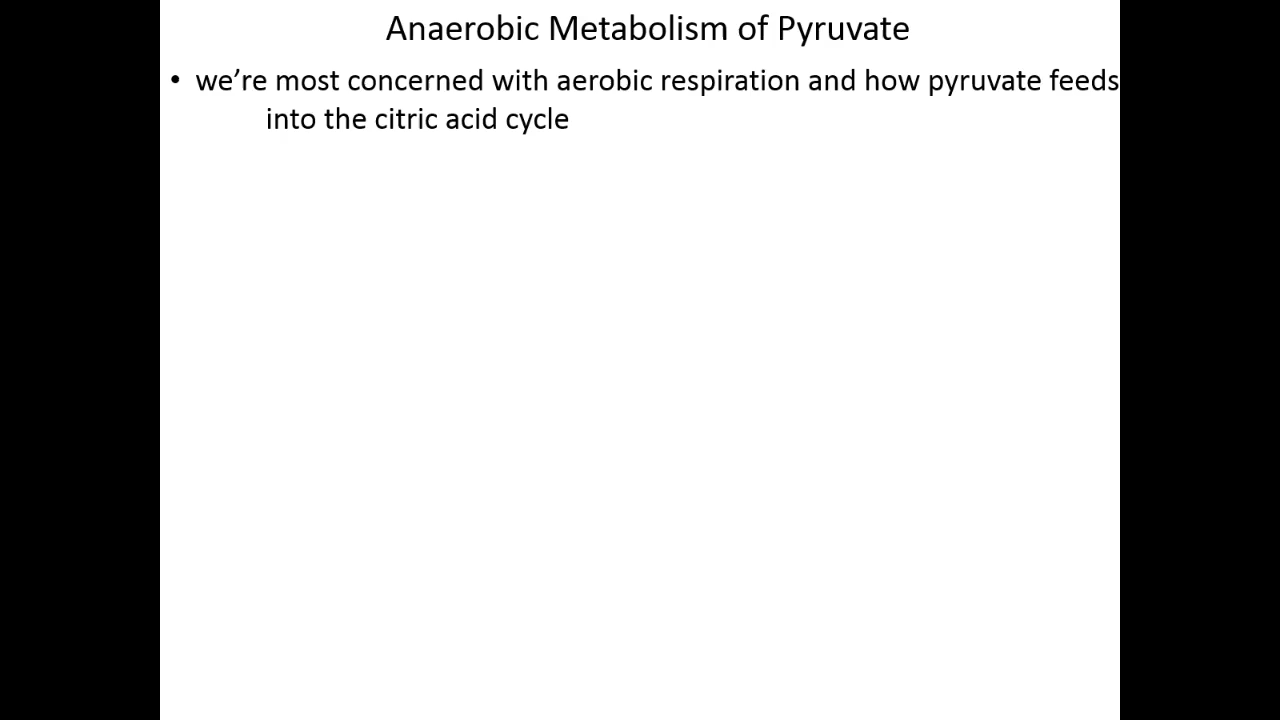 Anaerobic Metabolism of Pyruvate
• we’re most concerned with aerobic respiration and how pyruvate feeds
into the citric acid cycle